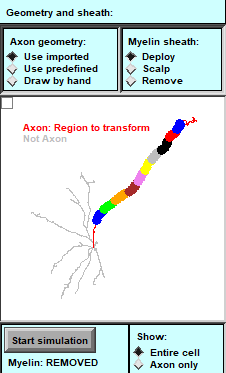 Geometry and sheath:
Axon geometry:
Use imported
Use predefined
Draw by hand
Myelin sheath:
Deploy
Scalp
Remove
Axon: Region to transform
Not Axon
Start simulation
Myelin: REMOVED
Show:
Entire cell
Axon only